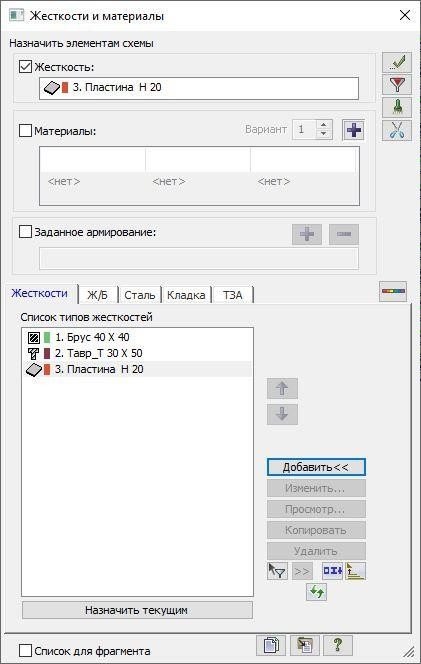 Жесткости и материалы
Назначить элементам схемы
Жесткость:
3. Пластина H 20
Материалы:
Вариант 1
<нет> <нет> <нет>
Заданное армирование:
Жесткости Ж/Б Сталь Кладка ТЗА
Список типов жесткостей
1. Брус 40 X 40
2. Тавр_Т 30 X 50
3. Пластина H 20
Добавить<<
Изменить...
Просмотр...
Копировать
Удалить
>>
Назначить текущим
Список для фрагмента
?